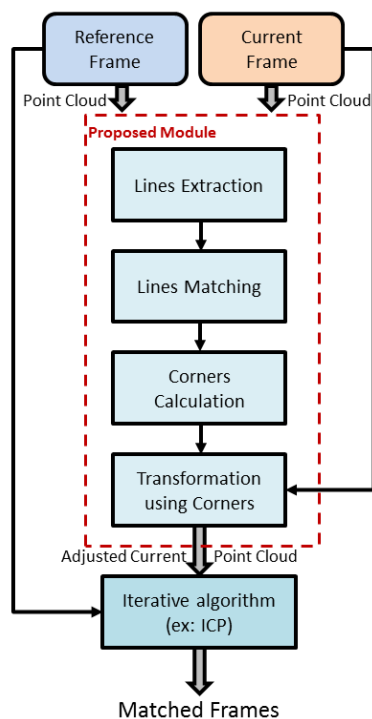 Reference
Frame
Current
Frame
Point Cloud
Point Cloud
Proposed Module
Lines Extraction
Lines Matching
Corners
Calculation
Transformation
using Corners
Adjusted Current Point Cloud
Iterative algorithm
(ex: ICP)
Matched Frames